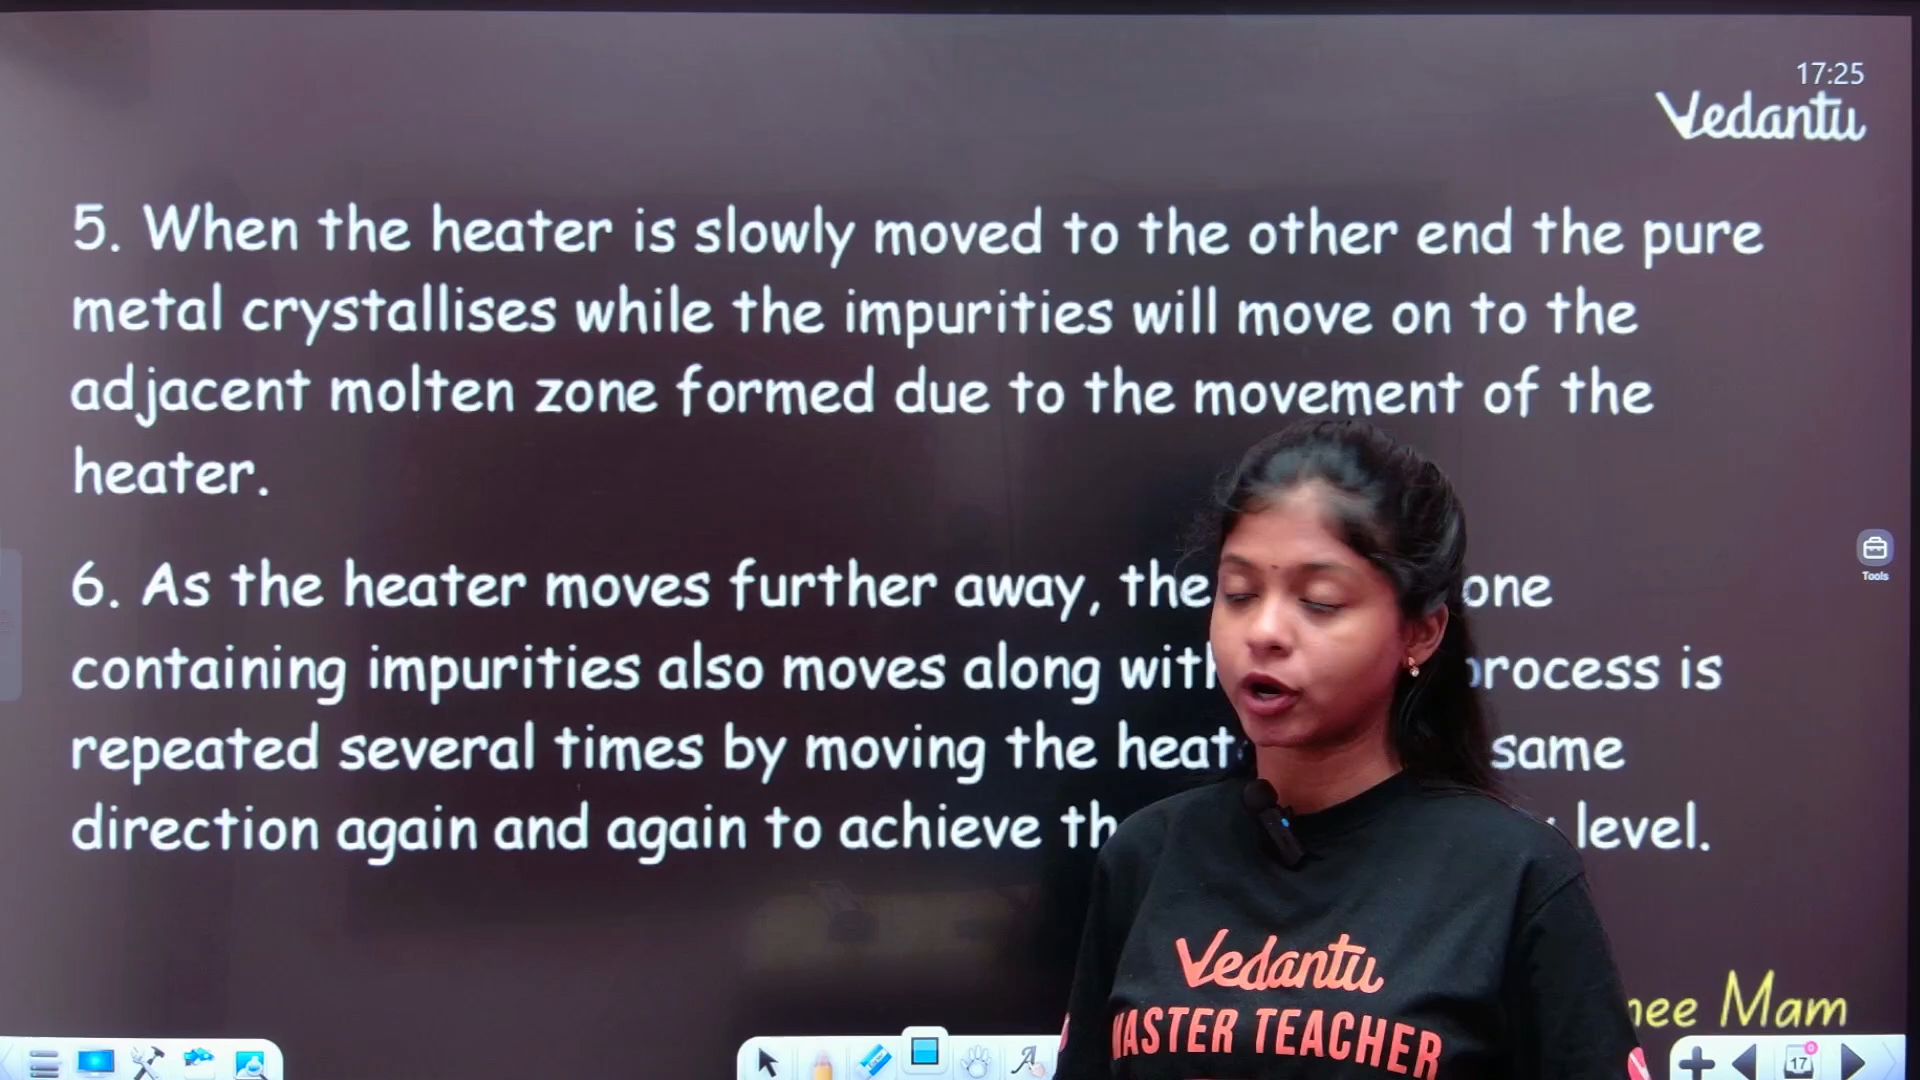 17:25
Vedantu
5. When the heater is slowly moved to the other end the pure
metal crystallises while the impurities will move on to the
adjacent molten zone formed due to the movement of the
heater.
6. As the heater moves further away, the one
containing impurities also moves along with process is
repeated several times by moving the heat same
direction again and again to achieve th level.
Tools
Vedantu
MASTER TEACHER
nee Mam
17